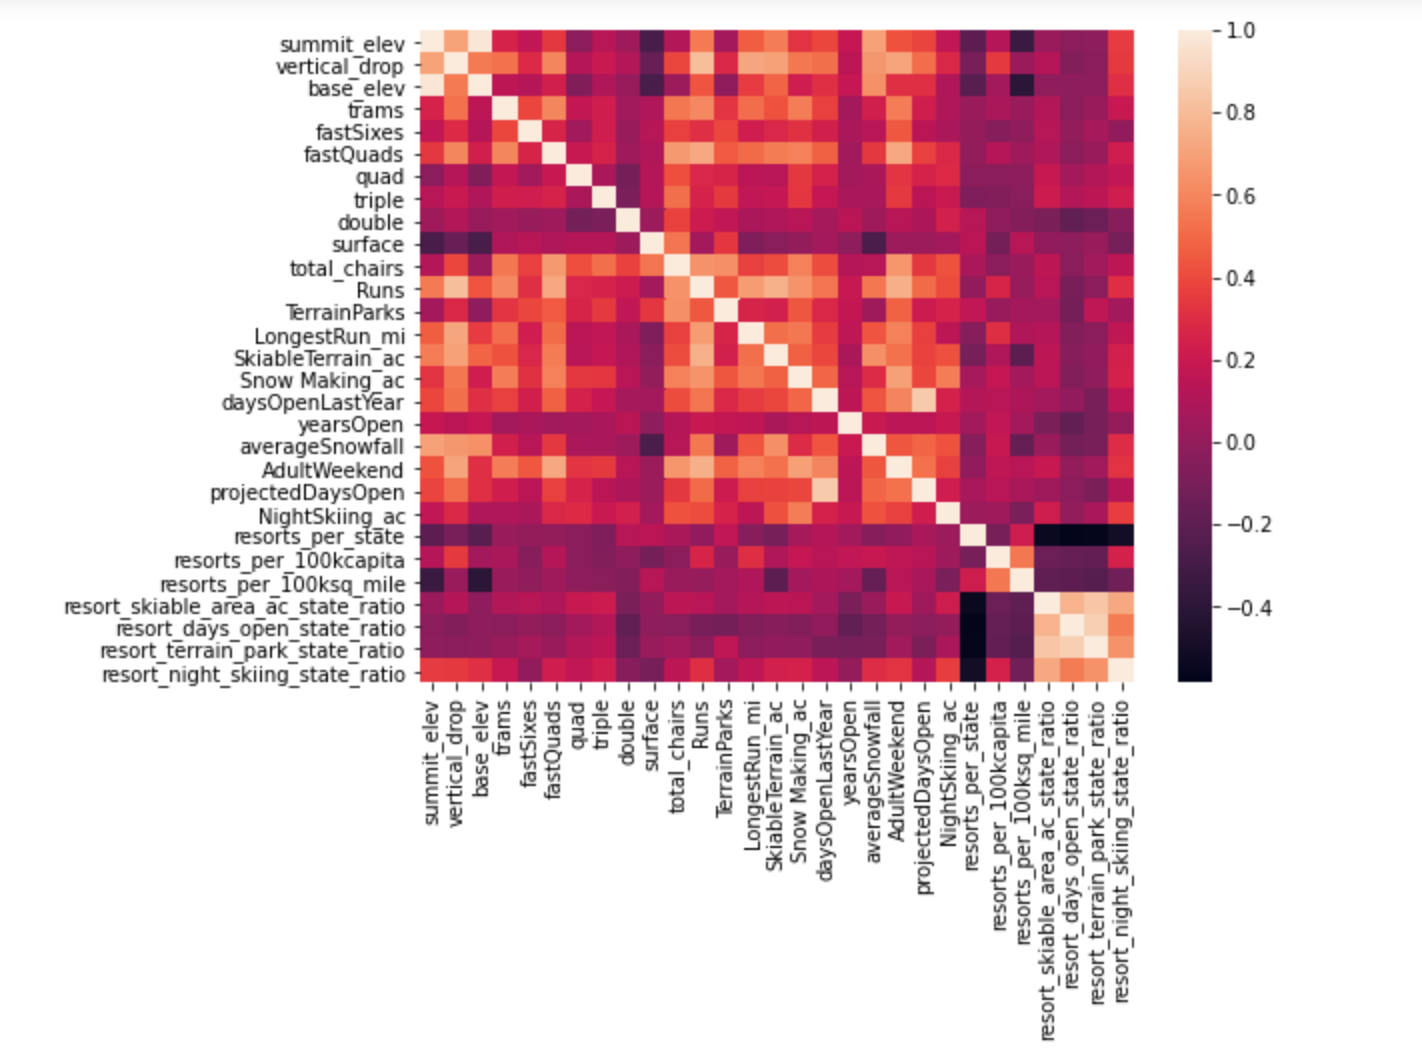 summit_elev
vertical_drop
base_elev
trams
fastSixes
fastQuads
quad
triple
double
surface
total_chairs
Runs
TerrainParks
LongestRun_mi
SkiableTerrain_ac
Snow Making_ac
daysOpenLastYear
yearsOpen
averageSnowfall
AdultWeekend
projectedDaysOpen
NightSkiing_ac
resorts_per_state
resorts_per_100kcapita
resorts_per_100ksq_mile
resort_skiable_area_ac_state_ratio
resort_days_open_state_ratio
resort_terrain_park_state_ratio
resort_night_skiing_state_ratio
summit_elev
vertical_drop
base_elev
trams
fastSixes
fastQuads
quad
triple
double
surface
total_chairs
Runs
TerrainParks
LongestRun_mi
SkiableTerrain_ac
Snow Making_ac
daysOpenLastYear
yearsOpen
averageSnowfall
AdultWeekend
projectedDaysOpen
NightSkiing_ac
resorts_per_state
resorts_per_100kcapita
resorts_per_100ksq_mile
resort_skiable_area_ac_state_ratio
resort_days_open_state_ratio
resort_terrain_park_state_ratio
resort_night_skiing_state_ratio
1.0
0.8
0.6
0.4
0.2
0.0
−0.2
−0.4